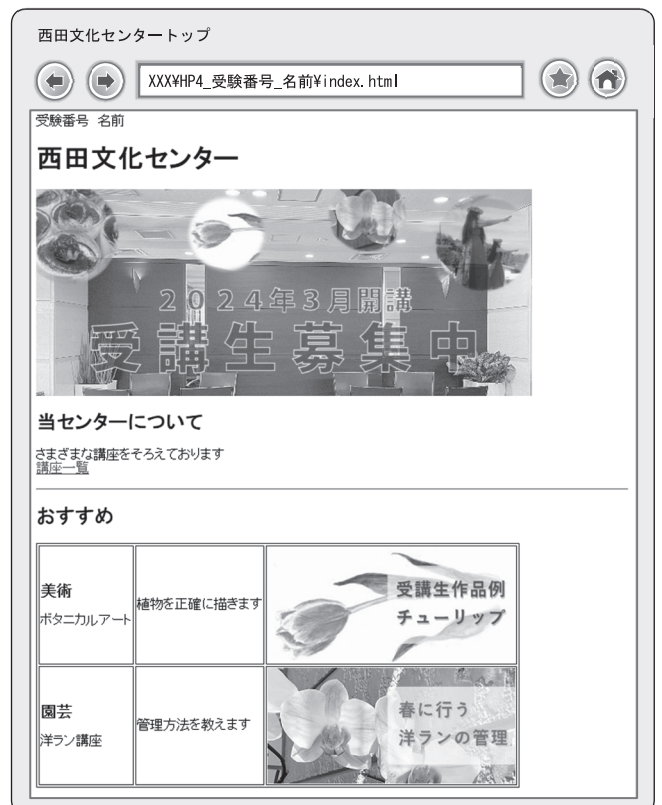 西田文化センタートップ
XXX¥HP4_受験番号_名前¥index.html
受験番号 名前
西田文化センター
2024年3月開講
受講生募集中
当センターについて
さまざまな講座をそろえております
講座一覧
おすすめ
美術
ボタニカルアート
植物を正確に描きます
受講生作品例
チューリップ
園芸
洋ラン講座
管理方法を教えます
春に行う
洋ランの管理